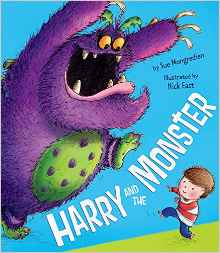 by Sue Mongredien
Illustrated by
Nick East
HARRY AND THE
MONSTER